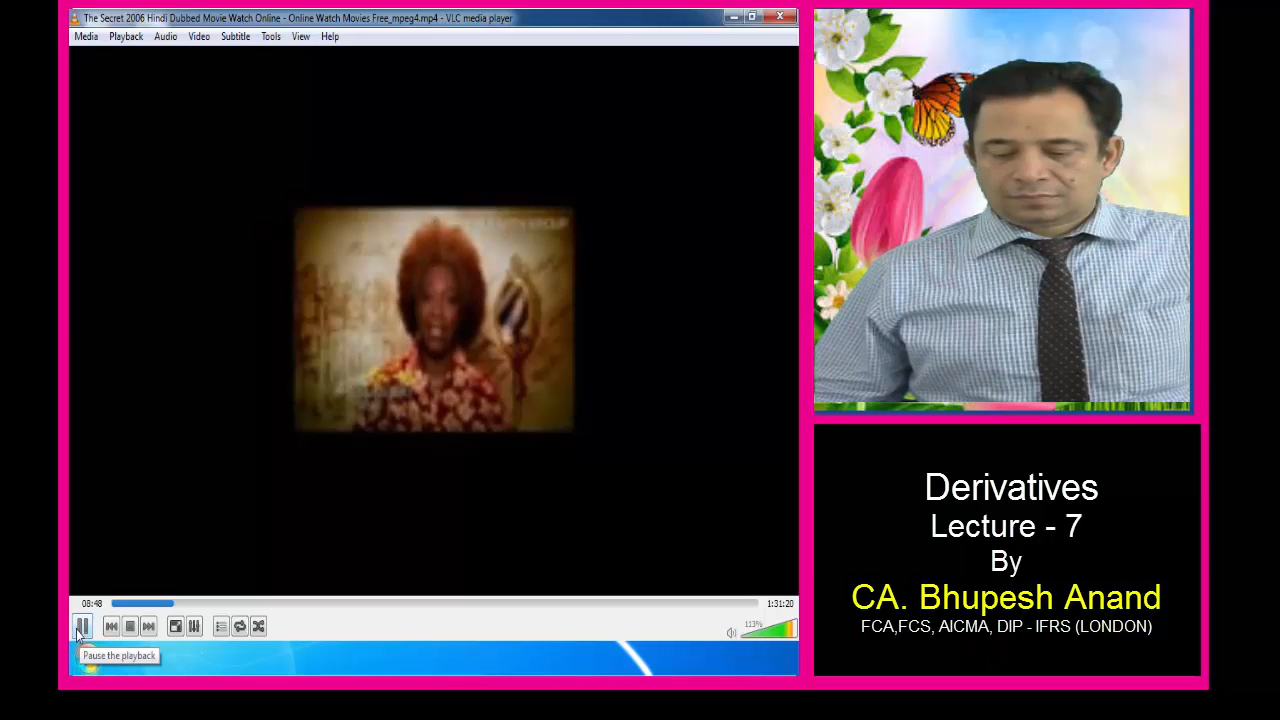 The Secret 2006 Hindi Dubbed Movie Watch Online - Online Watch Movies Free_mpeg4.mp4 - VLC media player
Media Playback Audio Video Subtitle Tools View Help
08:48
1:31:20
113%
Pause the playback
Derivatives
Lecture - 7
By
CA. Bhupesh Anand
FCA,FCS, AICMA, DIP - IFRS (LONDON)